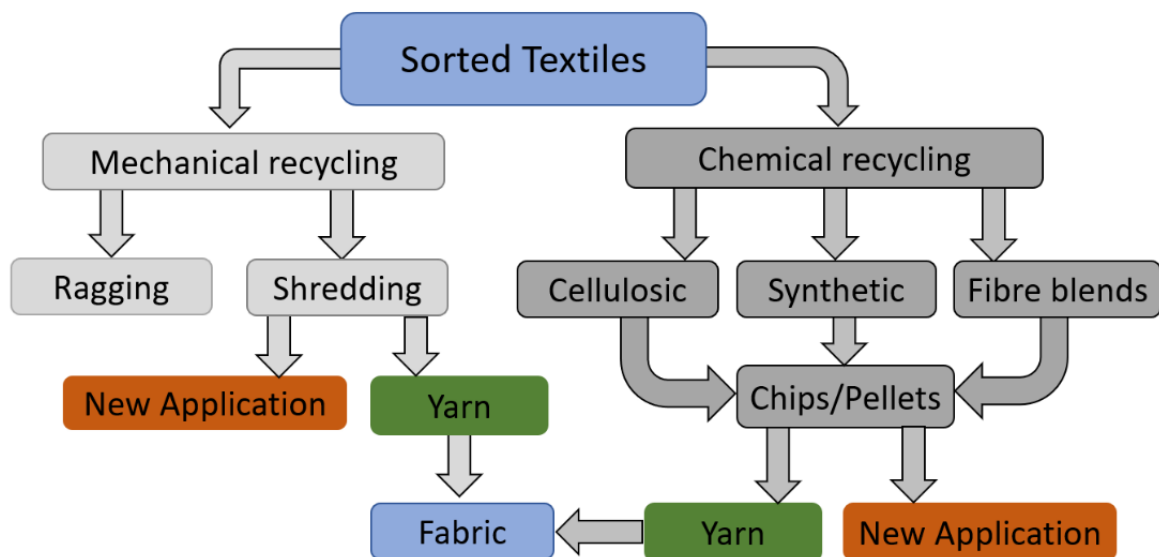 Sorted Textiles
Mechanical recycling
Chemical recycling
Ragging
Shredding
Cellulosic
Synthetic
Fibre blends
New Application
Yarn
Chips/Pellets
Fabric
Yarn
New Application